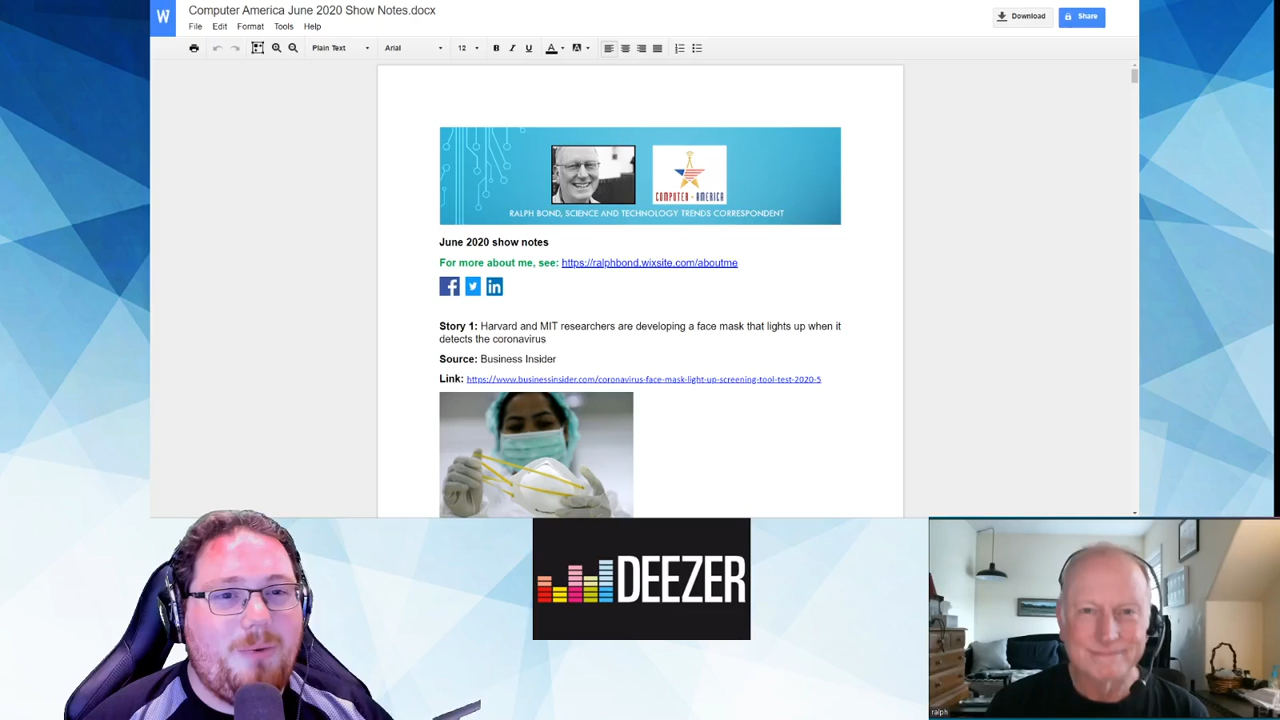 Computer America June 2020 Show Notes.docx
File Edit Format Tools Help
Download
Share
W
Plain Text
Arial
12
B I U A A
COMPUTER AMERICA
RALPH BOND, SCIENCE AND TECHNOLOGY TRENDS CORRESPONDENT
June 2020 show notes
For more about me, see: https://ralphbond.wixsite.com/aboutme
f in
Story 1: Harvard and MIT researchers are developing a face mask that lights up when it
detects the coronavirus
Source: Business Insider
Link: https://www.businessinsider.com/coronavirus-face-mask-light-up-screening-tool-test-2020-5
DEEZER
ralph